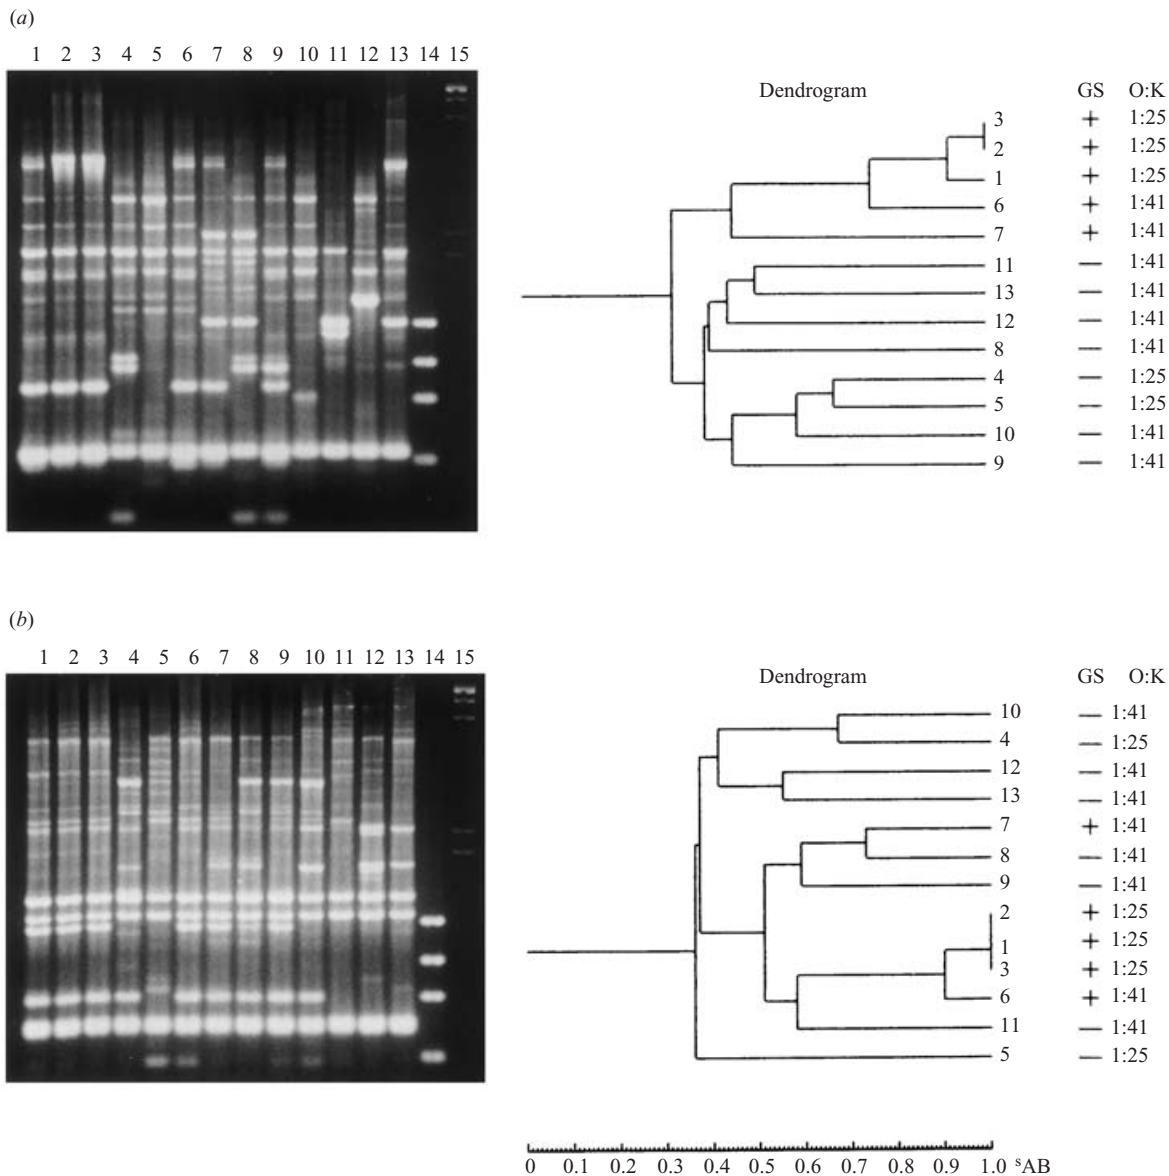 (a)
1 2 3 4 5 6 7 8 9 10 11 12 13 14 15
Dendrogram GS O:K
3 + 1:25
2 + 1:25
1 + 1:25
6 + 1:41
7 + 1:41
11 — 1:41
13 — 1:41
12 — 1:41
8 — 1:41
4 — 1:25
5 — 1:25
10 — 1:41
9 — 1:41
(b)
1 2 3 4 5 6 7 8 9 10 11 12 13 14 15
Dendrogram GS O:K
10 — 1:41
4 — 1:25
12 — 1:41
13 — 1:41
7 + 1:41
8 — 1:41
9 — 1:41
2 + 1:25
1 + 1:25
3 + 1:25
6 + 1:41
11 — 1:41
5 — 1:25
0 0.1 0.2 0.3 0.4 0.5 0.6 0.7 0.8 0.9 1.0 sAB